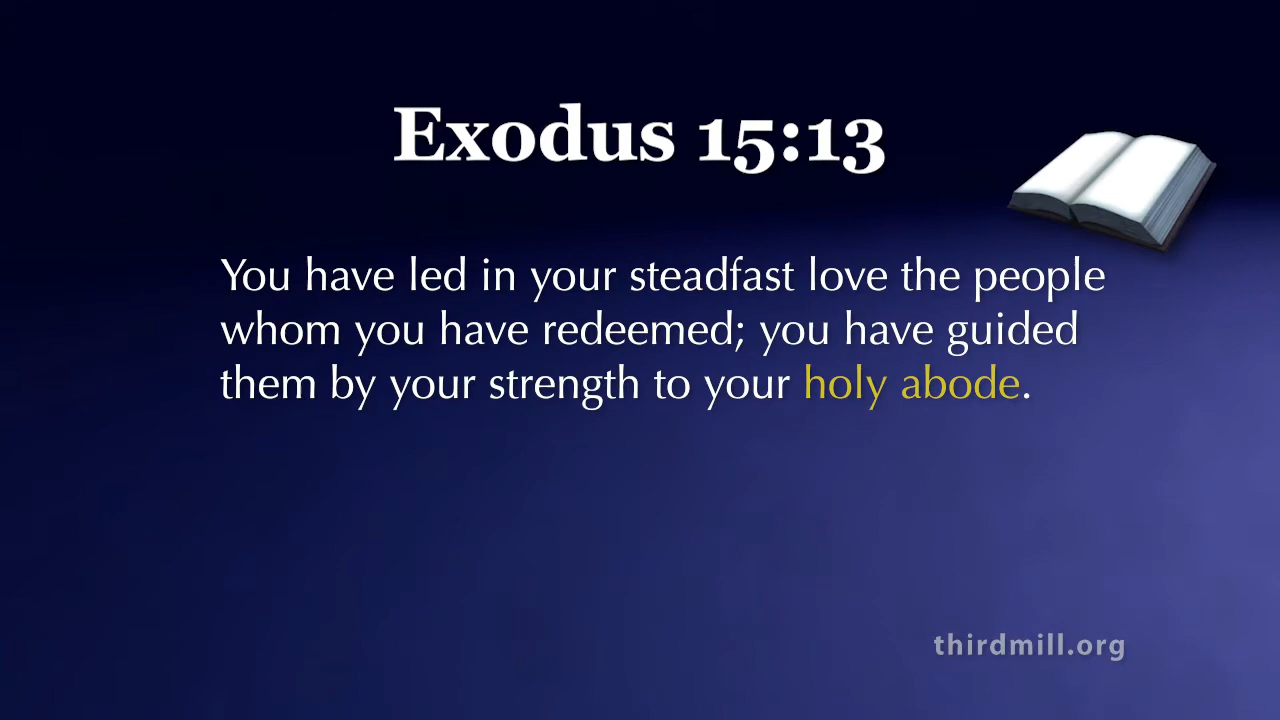 Exodus 15:13
You have led in your steadfast love the people
whom you have redeemed; you have guided
them by your strength to your holy abode.
thirdmill.org